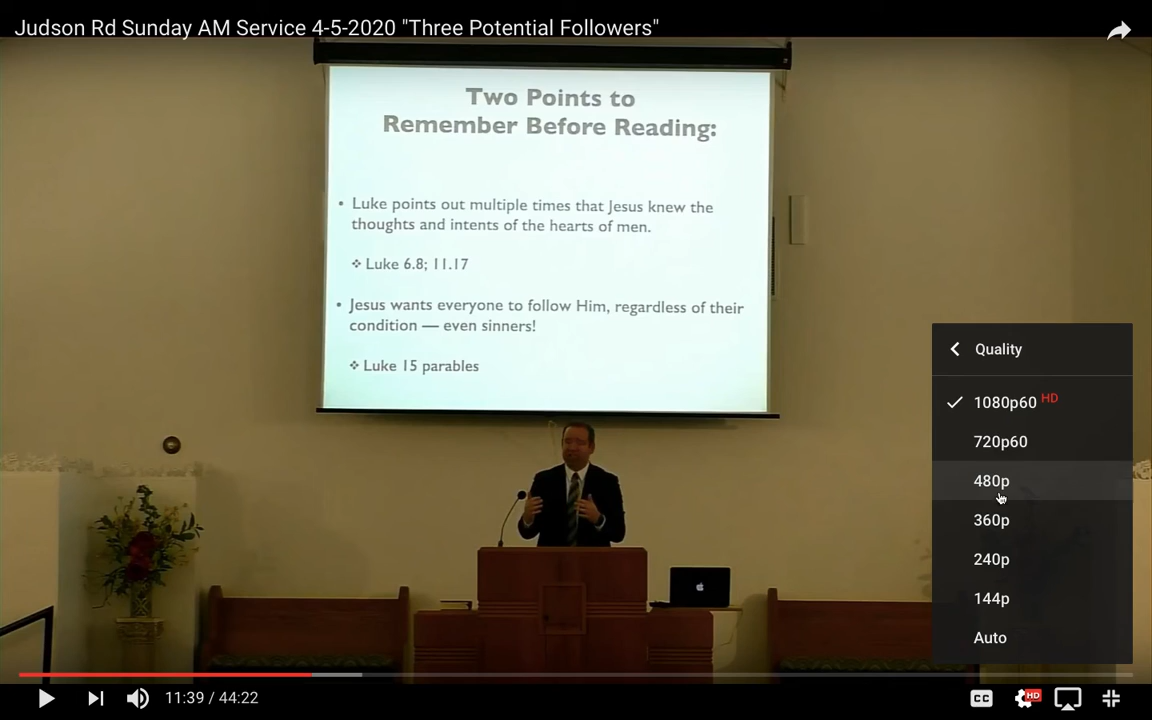 Judson Rd Sunday AM Service 4-5-2020 "Three Potential Followers"
Two Points to
Remember Before Reading:
• Luke points out multiple times that Jesus knew the
thoughts and intents of the hearts of men.
❖ Luke 6.8; 11.17
• Jesus wants everyone to follow Him, regardless of their
condition — even sinners!
❖ Luke 15 parables
Quality
1080p60 HD
720p60
480p
360p
240p
144p
Auto
11:39 / 44:22
CC
HD